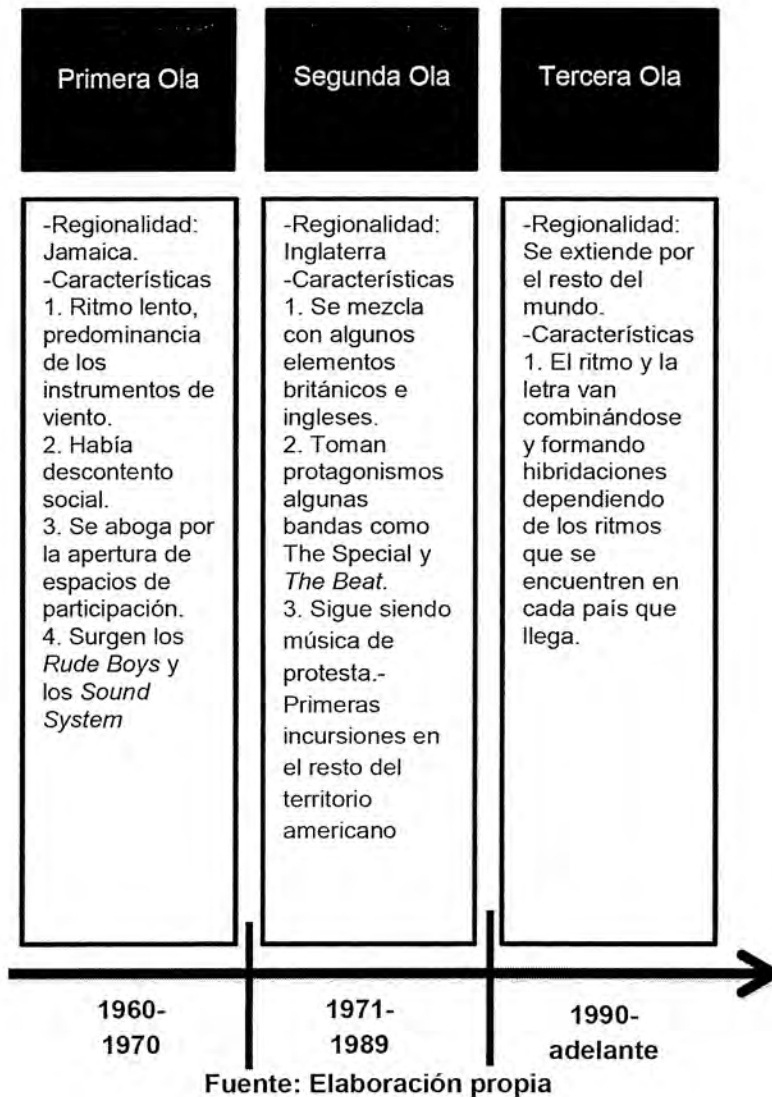 Primera Ola
-Regionalidad:
Jamaica.
-Características
1. Ritmo lento,
predominancia
de los
instrumentos de
viento.
2. Había
descontento
social.
3. Se aboga por
la apertura de
espacios de
participación.
4. Surgen los
Rude Boys y
los Sound
System
Segunda Ola
-Regionalidad:
Inglaterra
-Características
1. Se mezcla
con algunos
elementos
británicos e
ingleses.
2. Toman
protagonismos
algunas
bandas como
The Special y
The Beat.
3. Sigue siendo
música de
protesta.-
Primeras
incursiones en
el resto del
territorio
americano
Tercera Ola
-Regionalidad:
Se extiende por
el resto del
mundo.
-Características
1. El ritmo y la
letra van
combinándose
y formando
hibridaciones
dependiendo
de los ritmos
que se
encuentren en
cada país que
llega.
1960-
1970
1971-
1989
1990-
adelante
Fuente: Elaboración propia